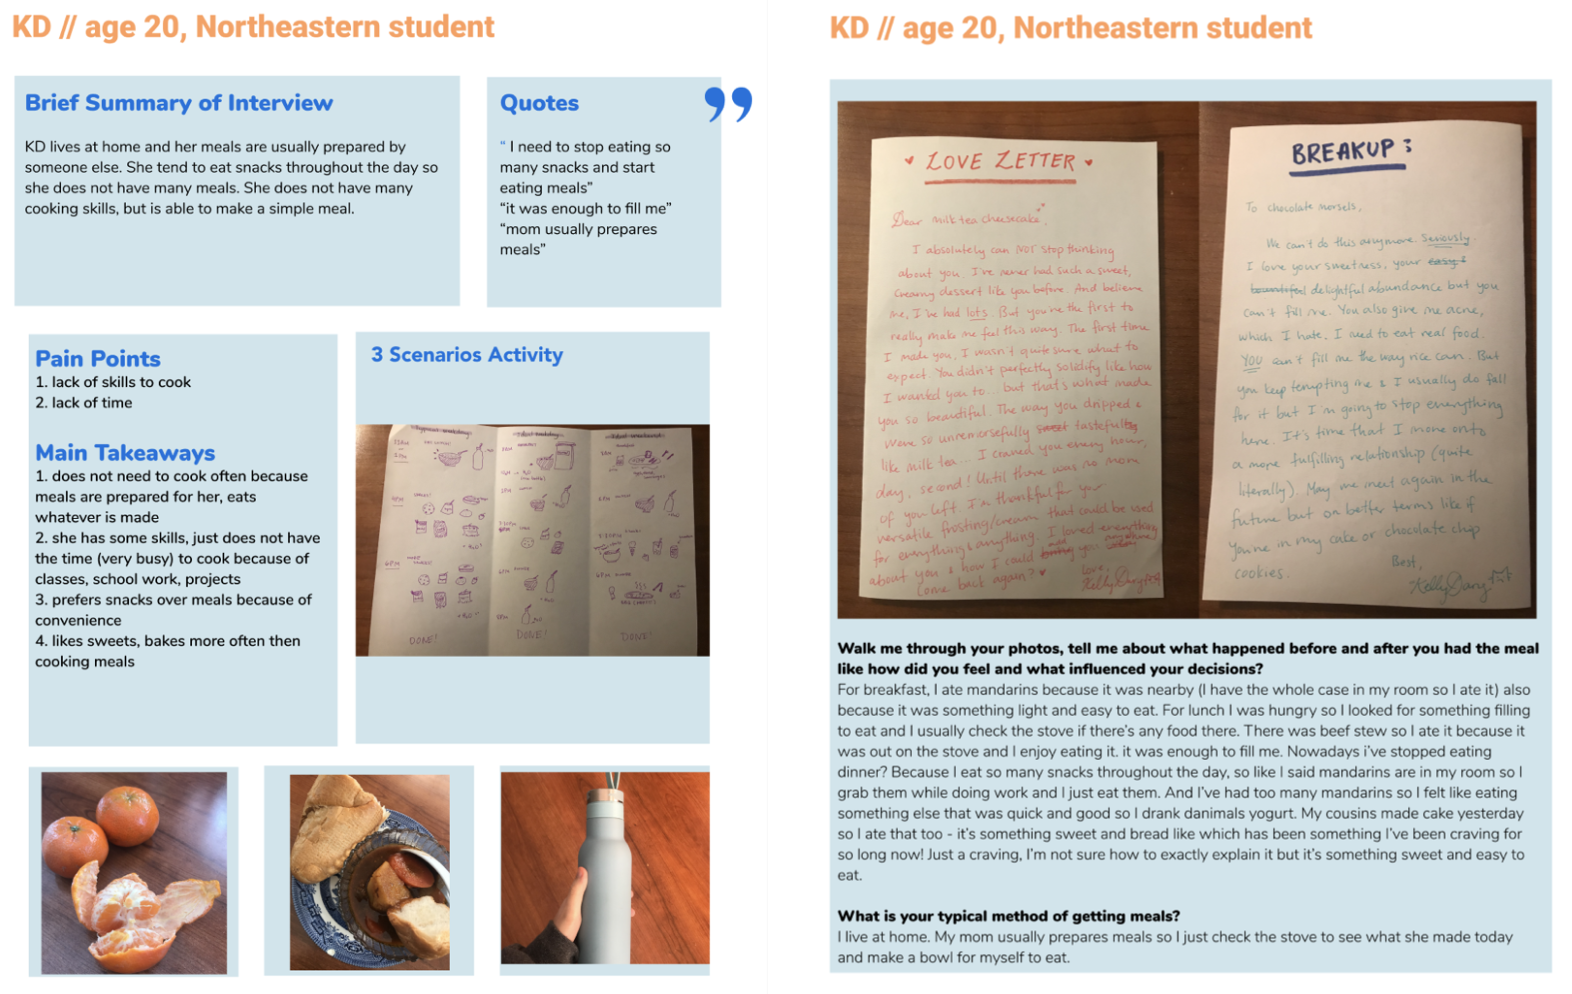 KD // age 20, Northeastern student
Brief Summary of Interview
KD lives at home and her meals are usually prepared by
someone else. She tend to eat snacks throughout the day so
she does not have many meals. She does not have many
cooking skills, but is able to make a simple meal.
Quotes
“ I need to stop eating so
many snacks and start
eating meals”
“it was enough to fill me”
“mom usually prepares
meals”
Pain Points
1. lack of skills to cook
2. lack of time
Main Takeaways
1. does not need to cook often because
meals are prepared for her, eats
whatever is made
2. she has some skills, just does not have
the time (very busy) to cook because of
classes, school work, projects
3. prefers snacks over meals because of
convenience
4. likes sweets, bakes more often then
cooking meals
3 Scenarios Activity
DONE!
DONE!
DONE!
KD // age 20, Northeastern student
LOVE LETTER
Dear milk tea cheesecake,
I absolutely can NOT stop thinking
about you. I've never had such a sweet,
creamy dessert like you before. And believe
me, I've had lots. But you're the first to
really make me feel this way. The first time
I made you, I wasn't quite sure what to
expect. You didn't perfectly solidify like how
I wanted you to... but that's what made
you so beautiful. The way you dripped &
were so unremorsefully sweet tastefully
like milk tea... I craved you every hour,
day, second! Until there was no more
of you left. I'm thankful for your
versatile frosting/cream that could be used
for everything & anything. I loved everything
about you & how I could you
Come back again? Love,
BREAKUP:
To chocolate morsels,
We can't do this anymore. Seriously.
I love your sweetness, your easy &
delightful abundance but you
can't fill me. You also give me acne,
which I hate. I need to eat real food.
YOU can't fill me the way rice can. But
you keep tempting me & I usually do fall
for it but I'm going to stop everything
here. It's time that I move onto
a more fulfilling relationship (quite
literally). May we meet again in the
future but on better terms like if
you're in my cake or chocolate chip
cookies.
Best,
Walk me through your photos, tell me about what happened before and after you had the meal
like how did you feel and what influenced your decisions?
For breakfast, I ate mandarins because it was nearby (I have the whole case in my room so I ate it) also
because it was something light and easy to eat. For lunch I was hungry so I looked for something filling
to eat and I usually check the stove if there’s any food there. There was beef stew so I ate it because it
was out on the stove and I enjoy eating it. it was enough to fill me. Nowadays i’ve stopped eating
dinner? Because I eat so many snacks throughout the day, so like I said mandarins are in my room so I
grab them while doing work and I just eat them. And I’ve had too many mandarins so I felt like eating
something else that was quick and good so I drank danimals yogurt. My cousins made cake yesterday
so I ate that too - it’s something sweet and bread like which has been something I’ve been craving for
so long now! Just a craving, I’m not sure how to exactly explain it but it’s something sweet and easy to
eat.
What is your typical method of getting meals?
I live at home. My mom usually prepares meals so I just check the stove to see what she made today
and make a bowl for myself to eat.